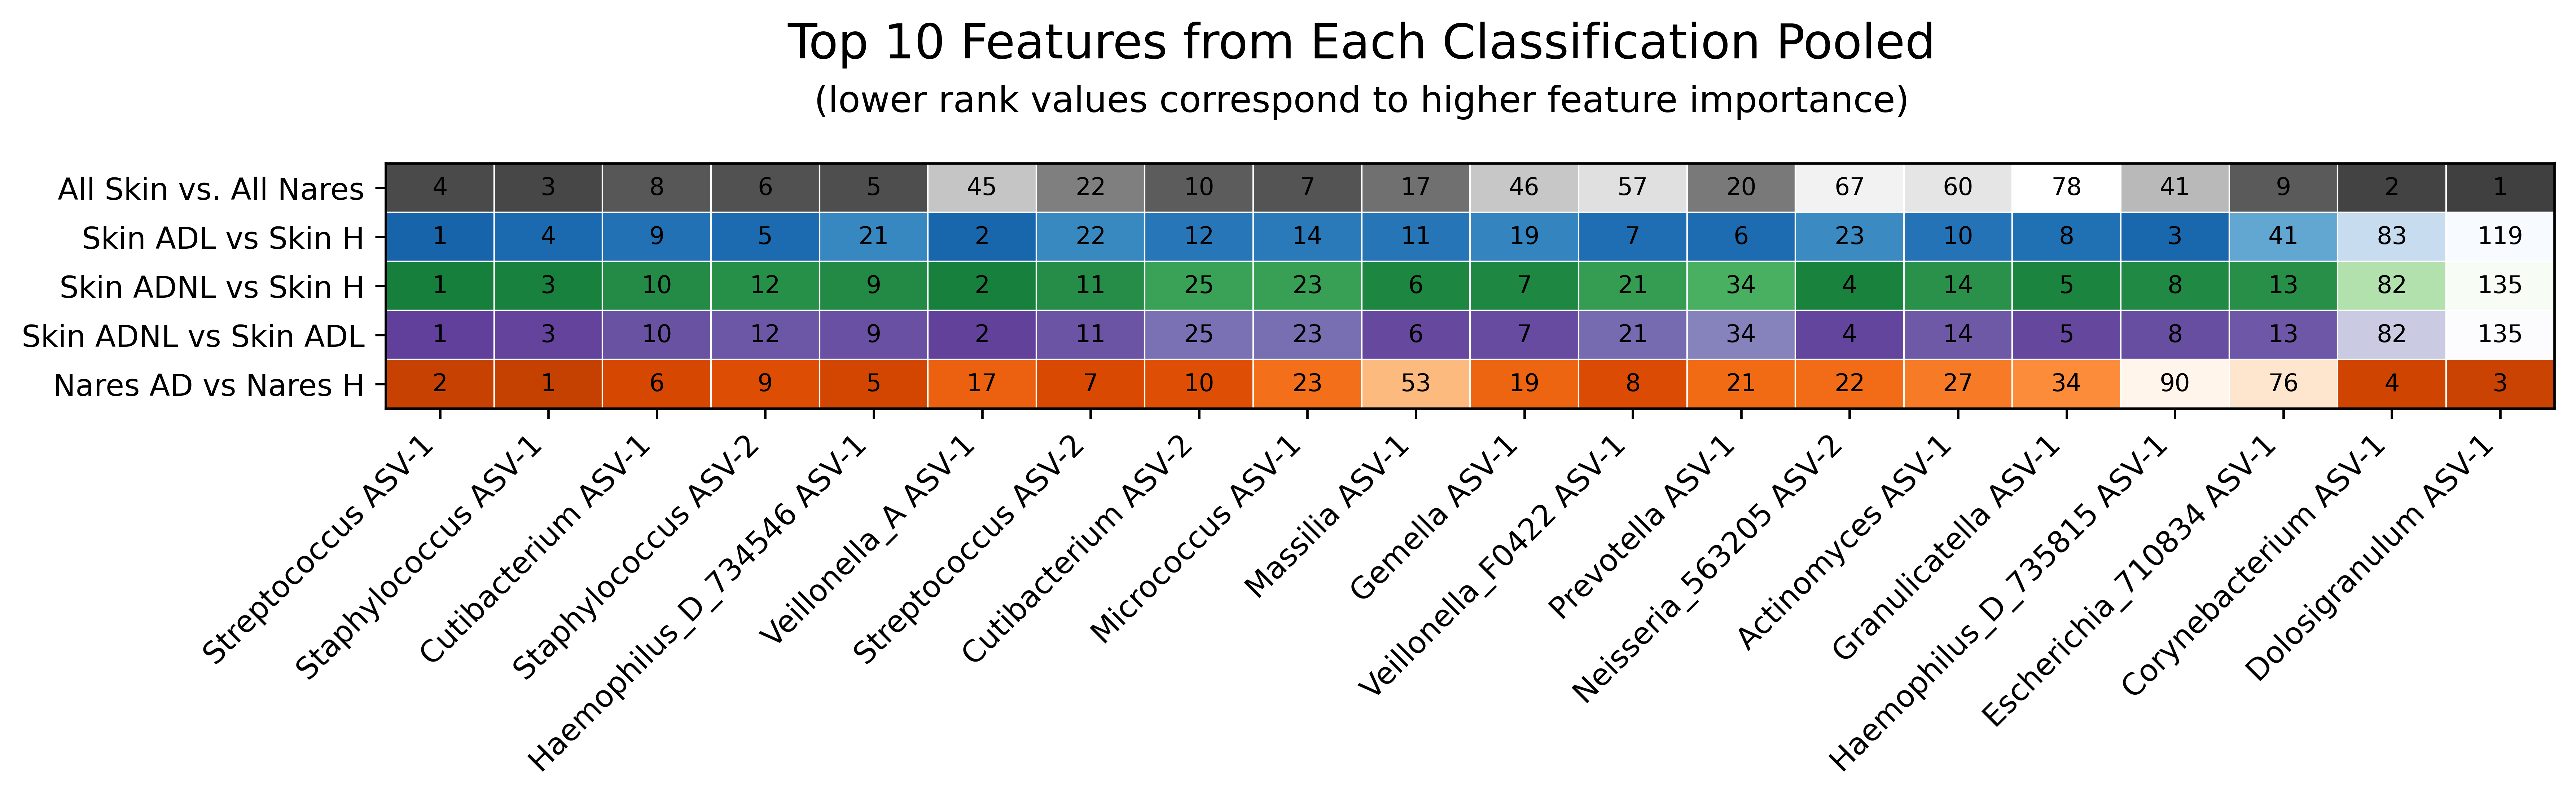 Top 10 Features from Each Classification Pooled
(lower rank values correspond to higher feature importance)
All Skin vs. All Nares 4 3 8 6 5 45 22 10 7 17 46 57 20 67 60 78 41 9 2 1
Skin ADL vs Skin H 1 4 9 5 21 2 22 12 14 11 19 7 6 23 10 8 3 41 83 119
Skin ADNL vs Skin H 1 3 10 12 9 2 11 25 23 6 7 21 34 4 14 5 8 13 82 135
Skin ADNL vs Skin ADL 1 3 10 12 9 2 11 25 23 6 7 21 34 4 14 5 8 13 82 135
Nares AD vs Nares H 2 1 6 9 5 17 7 10 23 53 19 8 21 22 27 34 90 76 4 3
Streptococcus ASV-1
Staphylococcus ASV-1
Cutibacterium ASV-1
Staphylococcus ASV-2
Haemophilus_D_734546 ASV-1
Veillonella_A ASV-1
Streptococcus ASV-2
Cutibacterium ASV-2
Micrococcus ASV-1
Massilia ASV-1
Gemella ASV-1
Veillonella_F0422 ASV-1
Prevotella ASV-1
Neisseria_563205 ASV-2
Actinomyces ASV-1
Granulicatella ASV-1
Haemophilus_D_735815 ASV-1
Escherichia_710834 ASV-1
Corynebacterium ASV-1
Dolosigranulum ASV-1